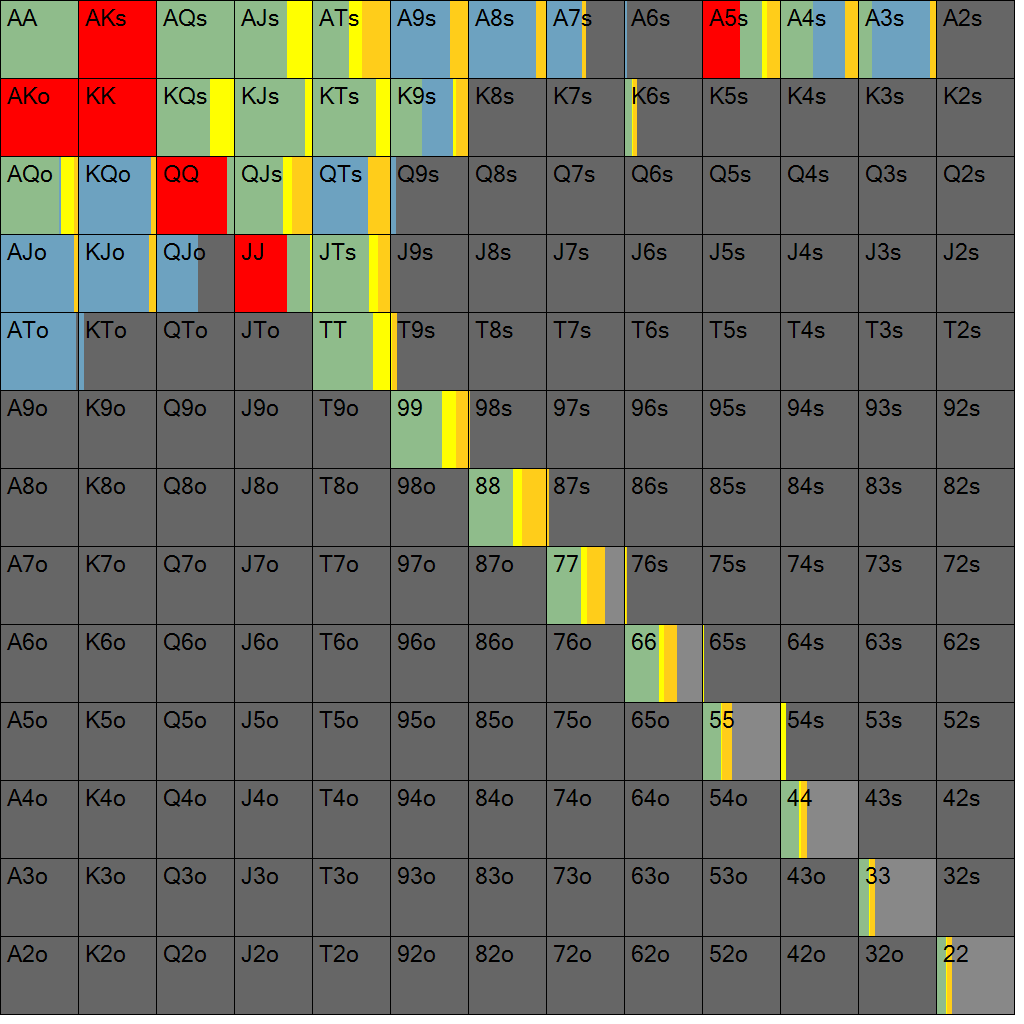 AA AKs AQs AJs ATs A9s A8s A7s A6s A5s A4s A3s A2s
AKo KK KQs KJs KTs K9s K8s K7s K6s K5s K4s K3s K2s
AQo KQo QQ QJs QTs Q9s Q8s Q7s Q6s Q5s Q4s Q3s Q2s
AJo KJo QJo JJ JTs J9s J8s J7s J6s J5s J4s J3s J2s
ATo KTo QTo JTo TT T9s T8s T7s T6s T5s T4s T3s T2s
A9o K9o Q9o J9o T9o 99 98s 97s 96s 95s 94s 93s 92s
A8o K8o Q8o J8o T8o 98o 88 87s 86s 85s 84s 83s 82s
A7o K7o Q7o J7o T7o 97o 87o 77 76s 75s 74s 73s 72s
A6o K6o Q6o J6o T6o 96o 86o 76o 66 65s 64s 63s 62s
A5o K5o Q5o J5o T5o 95o 85o 75o 65o 55 54s 53s 52s
A4o K4o Q4o J4o T4o 94o 84o 74o 64o 54o 44 43s 42s
A3o K3o Q3o J3o T3o 93o 83o 73o 63o 53o 43o 33 32s
A2o K2o Q2o J2o T2o 92o 82o 72o 62o 52o 42o 32o 22